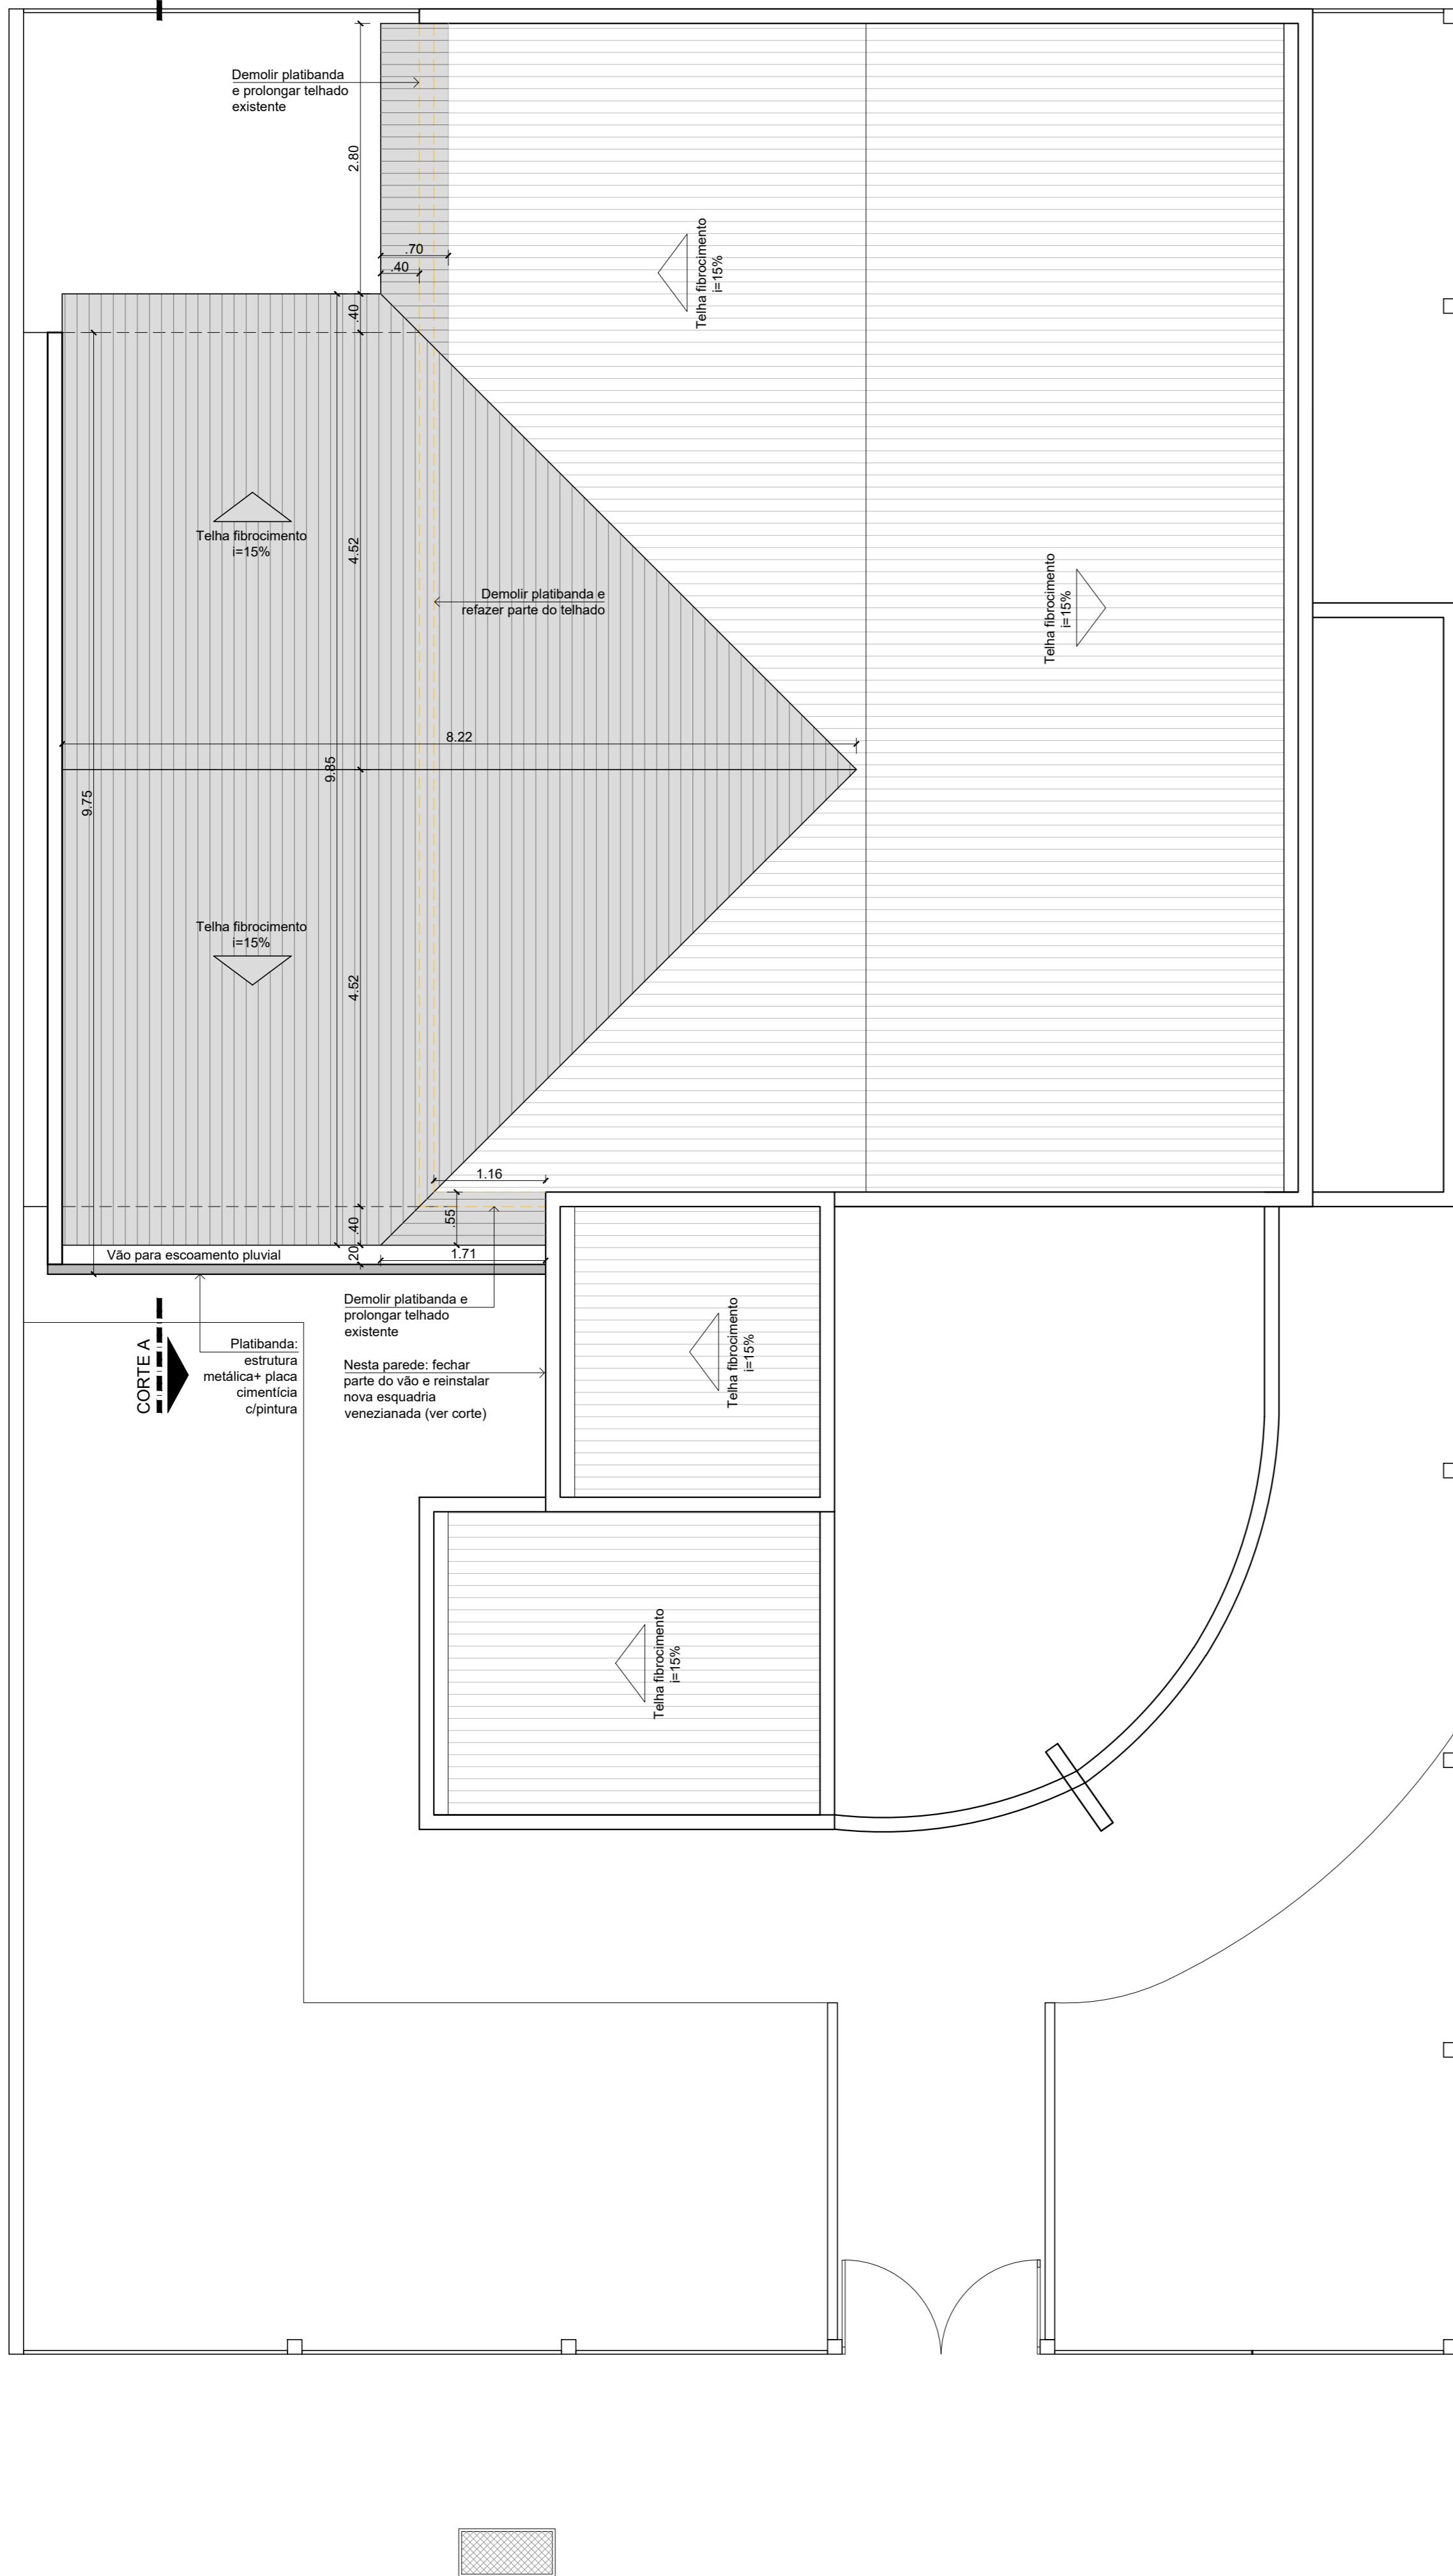 Demolir platibanda
e prolongar telhado
existente
2.80
.70
.40
Telha fibrocimento
i=15%
.40
Telha fibrocimento
i=15%
4.52
Demolir platibanda e
refazer parte do telhado
Telha fibrocimento
i=15%
8.22
9.85
9.75
Telha fibrocimento
i=15%
4.52
1.16
.55
.40
Vão para escoamento pluvial
.20
1.71
Demolir platibanda e
prolongar telhado
existente
CORTE A
Platibanda:
estrutura
metálica+ placa
cimentícia
c/pintura
Nesta parede: fechar
parte do vão e reinstalar
nova esquadria
venezianada (ver corte)
Telha fibrocimento
i=15%
Telha fibrocimento
i=15%